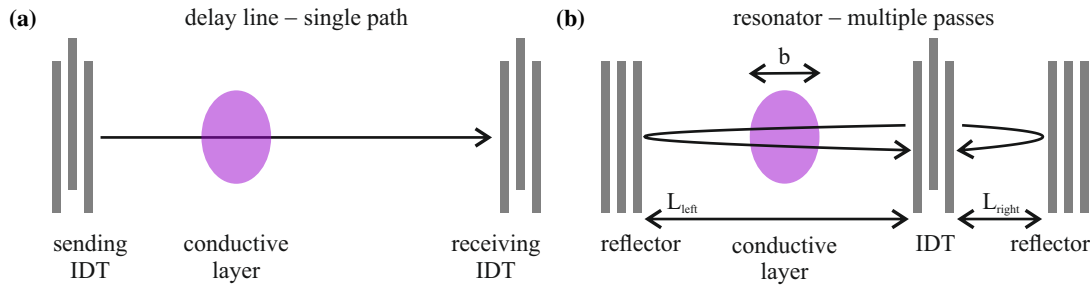 (a)
delay line – single path
sending
IDT
conductive
layer
receiving
IDT
(b)
resonator – multiple passes
b
L_left
L_right
reflector
conductive
layer
IDT
reflector